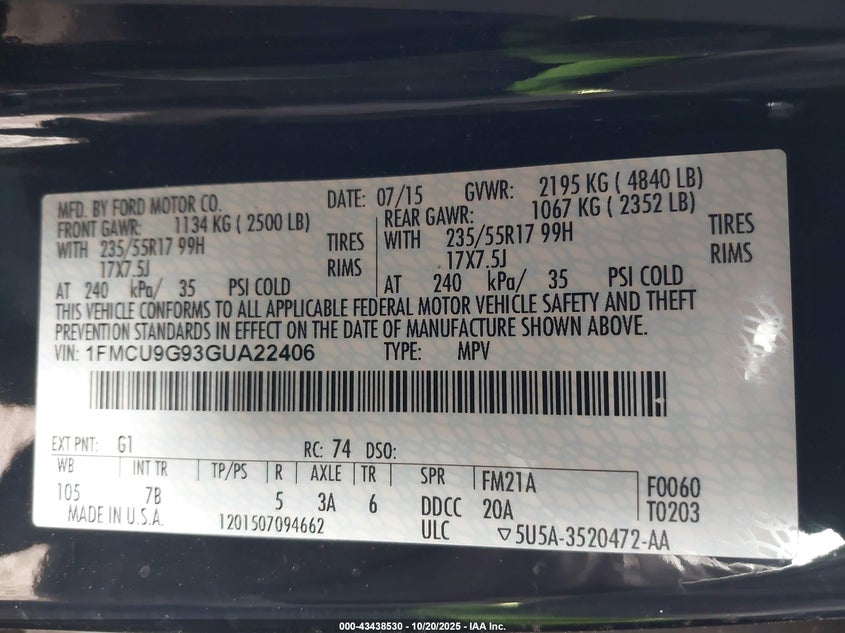 MFD. BY FORD MOTOR CO. DATE: 07/15 GVWR: 2195 KG ( 4840 LB)
FRONT GAWR: 1134 KG ( 2500 LB) REAR GAWR: 1067 KG ( 2352 LB)
WITH 235/55R17 99H TIRES WITH 235/55R17 99H TIRES
17X7.5J RIMS 17X7.5J RIMS
AT 240 kPa/ 35 PSI COLD AT 240 kPa/ 35 PSI COLD
THIS VEHICLE CONFORMS TO ALL APPLICABLE FEDERAL MOTOR VEHICLE SAFETY AND THEFT
PREVENTION STANDARDS IN EFFECT ON THE DATE OF MANUFACTURE SHOWN ABOVE.
VIN: 1FMCU9G93GUA22406 TYPE: MPV
EXT PNT: G1 RC: 74 DSO:
WB INT TR TP/PS R AXLE TR SPR FM21A F0060
105 7B 5 3A 6 DDCC 20A T0203
MADE IN U.S.A. 1201507094662 ULC ▽5U5A-3520472-AA
000-43438530 - 10/20/2025 - IAA Inc.